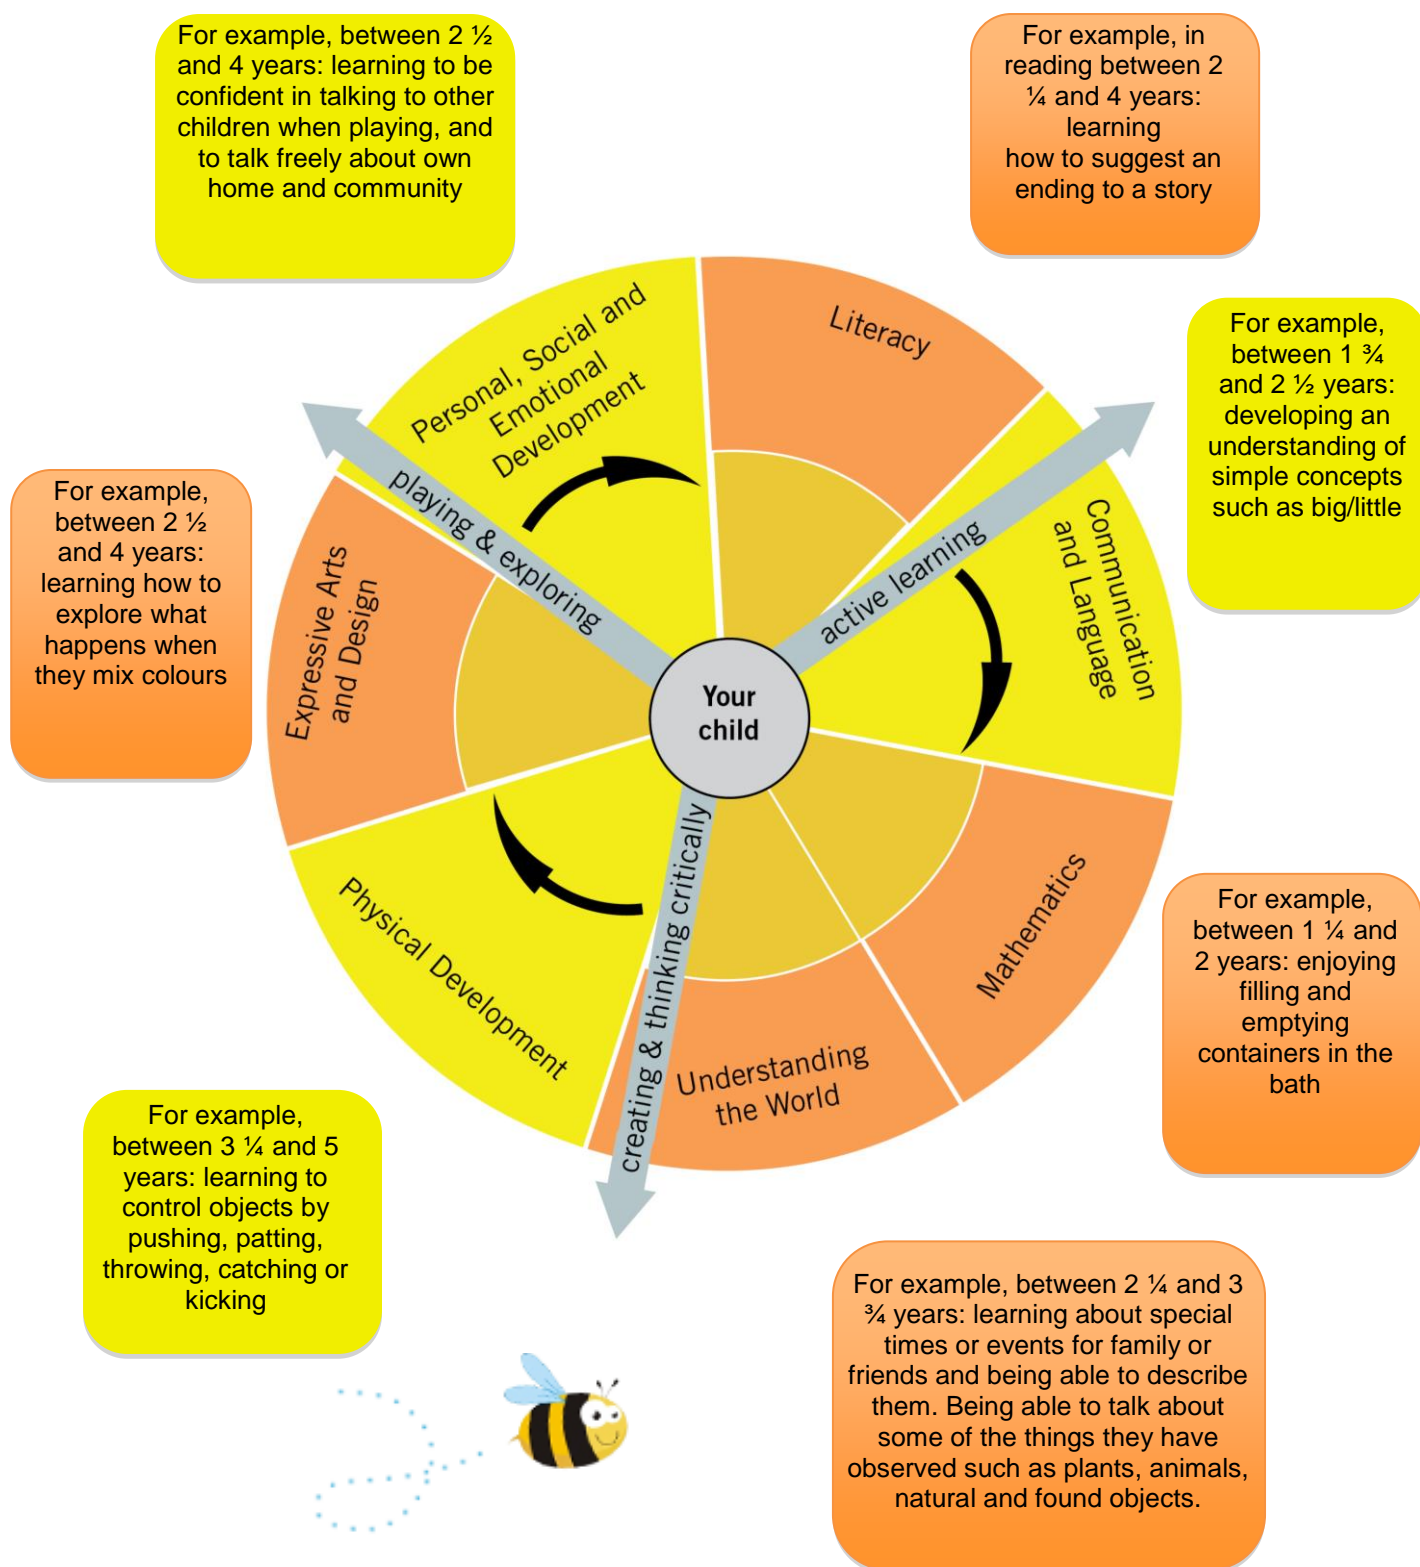 For example, between 2 ½
and 4 years: learning to be
confident in talking to other
children when playing, and
to talk freely about own
home and community
For example, in
reading between 2
¼ and 4 years:
learning
how to suggest an
ending to a story
For example,
between 1 ¾
and 2 ½ years:
developing an
understanding of
simple concepts
such as big/little
For example,
between 2 ½
and 4 years:
learning how to
explore what
happens when
they mix colours
Personal, Social and
Emotional
Development
Literacy
Communication
and Language
playing & exploring
active learning
Expressive Arts
and Design
Your
child
creating & thinking critically
Physical Development
Mathematics
Understanding
the World
For example,
between 1 ¼ and
2 years: enjoying
filling and
emptying
containers in the
bath
For example,
between 3 ¼ and 5
years: learning to
control objects by
pushing, patting,
throwing, catching or
kicking
For example, between 2 ¼ and 3
¾ years: learning about special
times or events for family or
friends and being able to describe
them. Being able to talk about
some of the things they have
observed such as plants, animals,
natural and found objects.